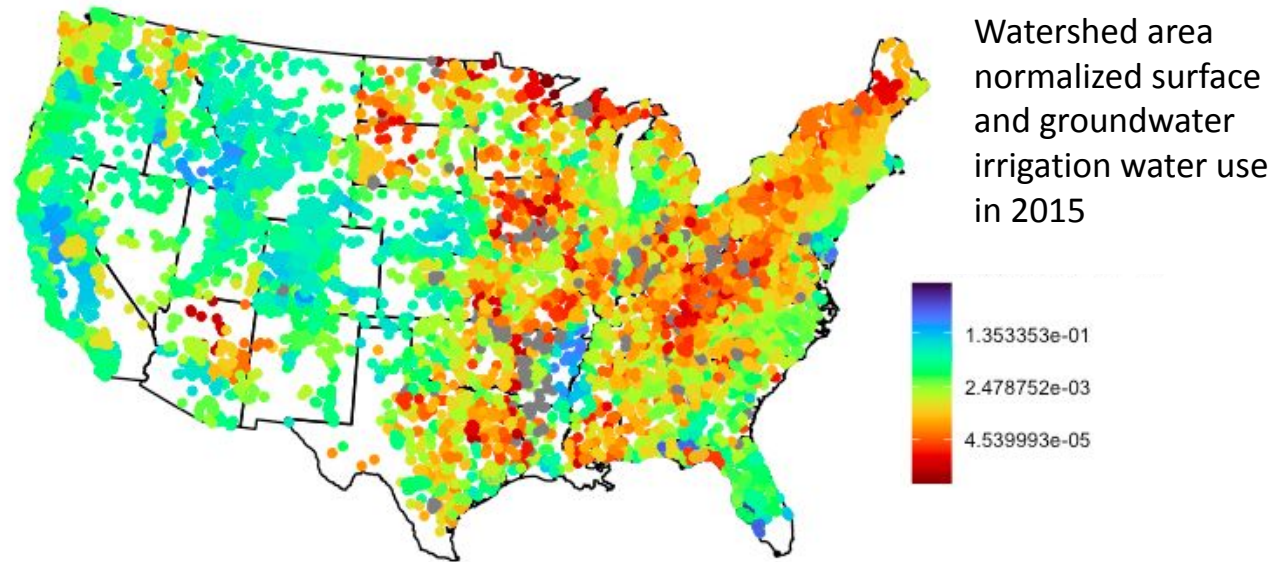 Watershed area
normalized surface
and groundwater
irrigation water use
in 2015
1.353353e-01
2.478752e-03
4.539993e-05